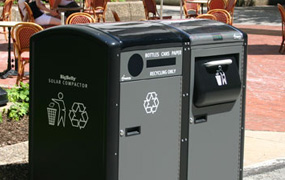 BOTTLES CANS PAPER
RECYCLING ONLY
BigBelly
SOLAR COMPACTOR